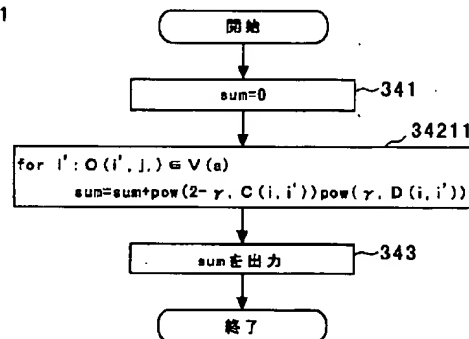 1
開始
sum=0
341
34211
for i' : O(i', j,) ∈ V(a)
sum=sum+pow(2-γ, C(i, i'))pow(γ, D(i, i'))
sumを出力
343
終了